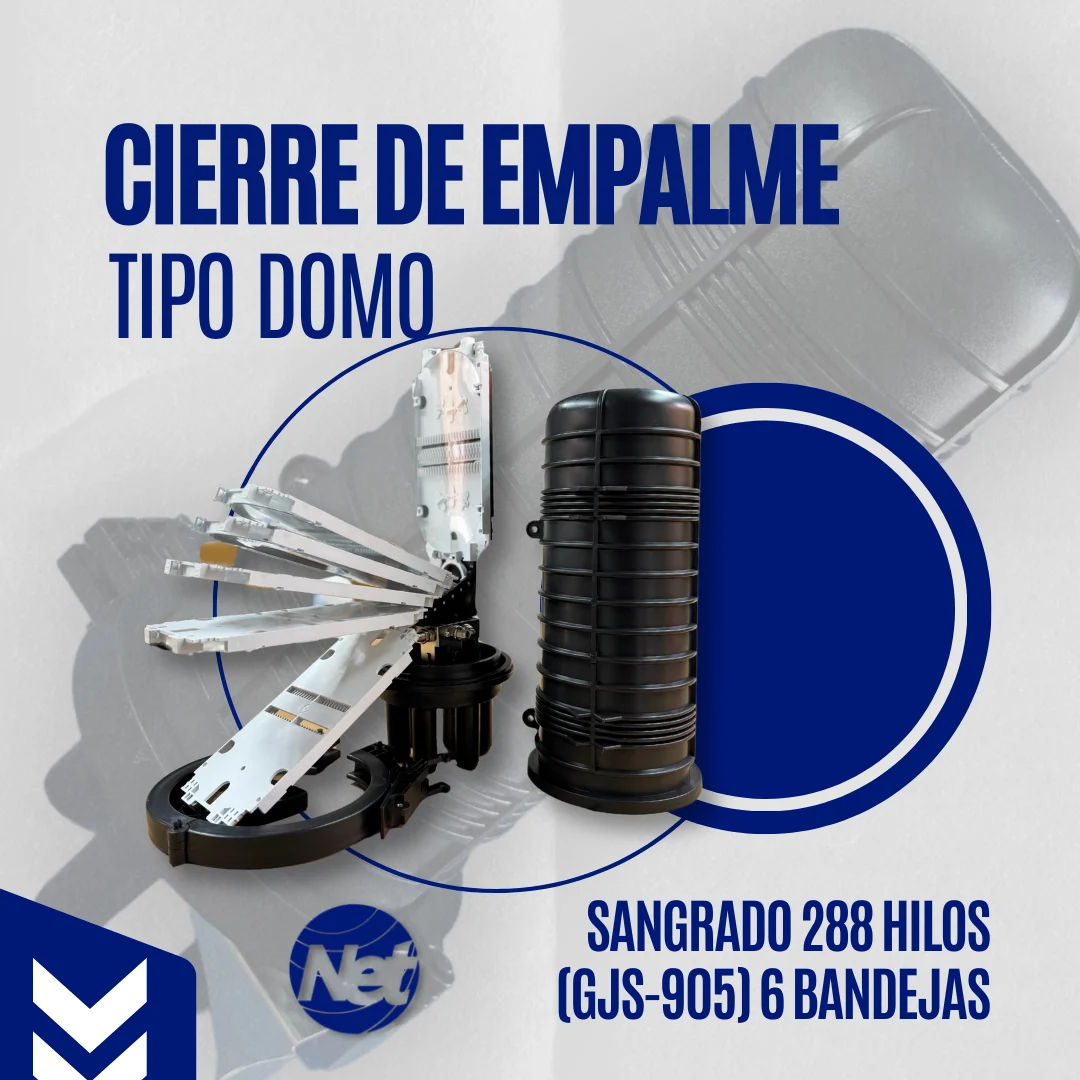 CIERRE DE EMPALME
TIPO DOMO
Net
SANGRADO 288 HILOS
(GJS-905) 6 BANDEJAS